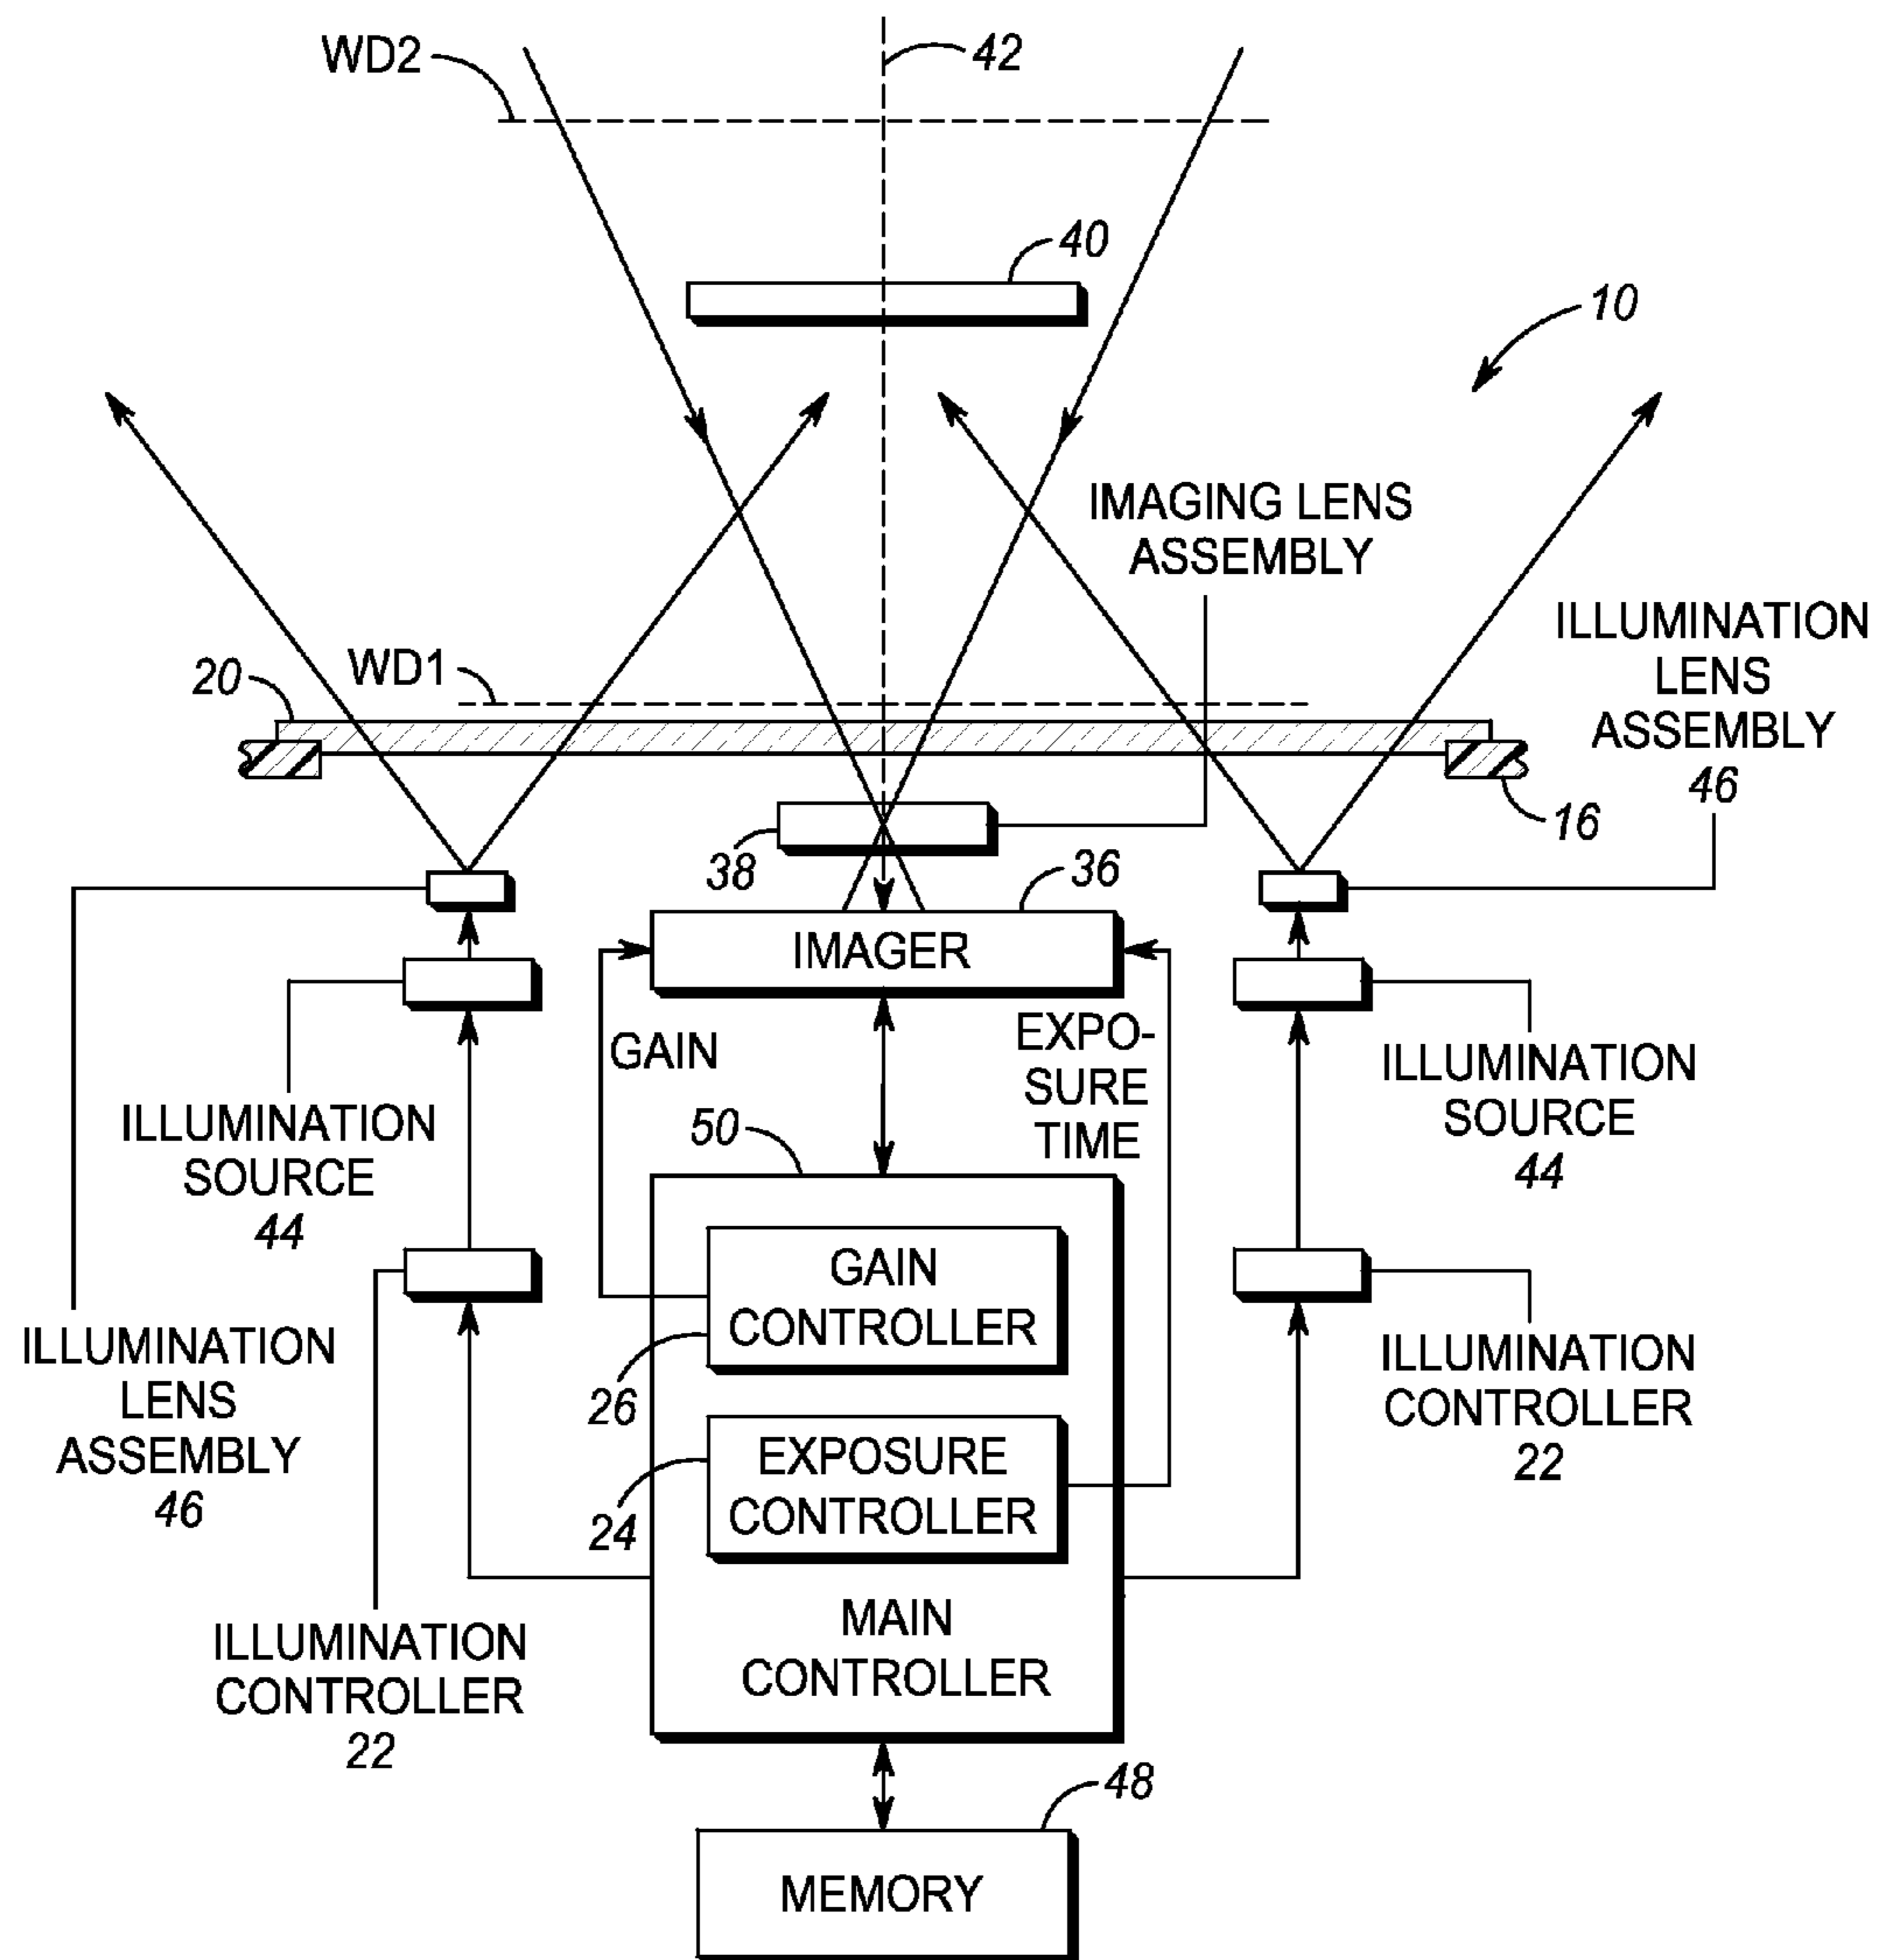 WD2
42
40
10
IMAGING LENS
ASSEMBLY
ILLUMINATION
LENS
ASSEMBLY
46
WD1
20
16
38
36
IMAGER
GAIN
EXPO-
SURE
TIME
ILLUMINATION
SOURCE
44
ILLUMINATION
SOURCE
44
50
GAIN
CONTROLLER
26
ILLUMINATION
LENS
ASSEMBLY
46
ILLUMINATION
CONTROLLER
22
EXPOSURE
CONTROLLER
24
MAIN
CONTROLLER
ILLUMINATION
CONTROLLER
22
48
MEMORY